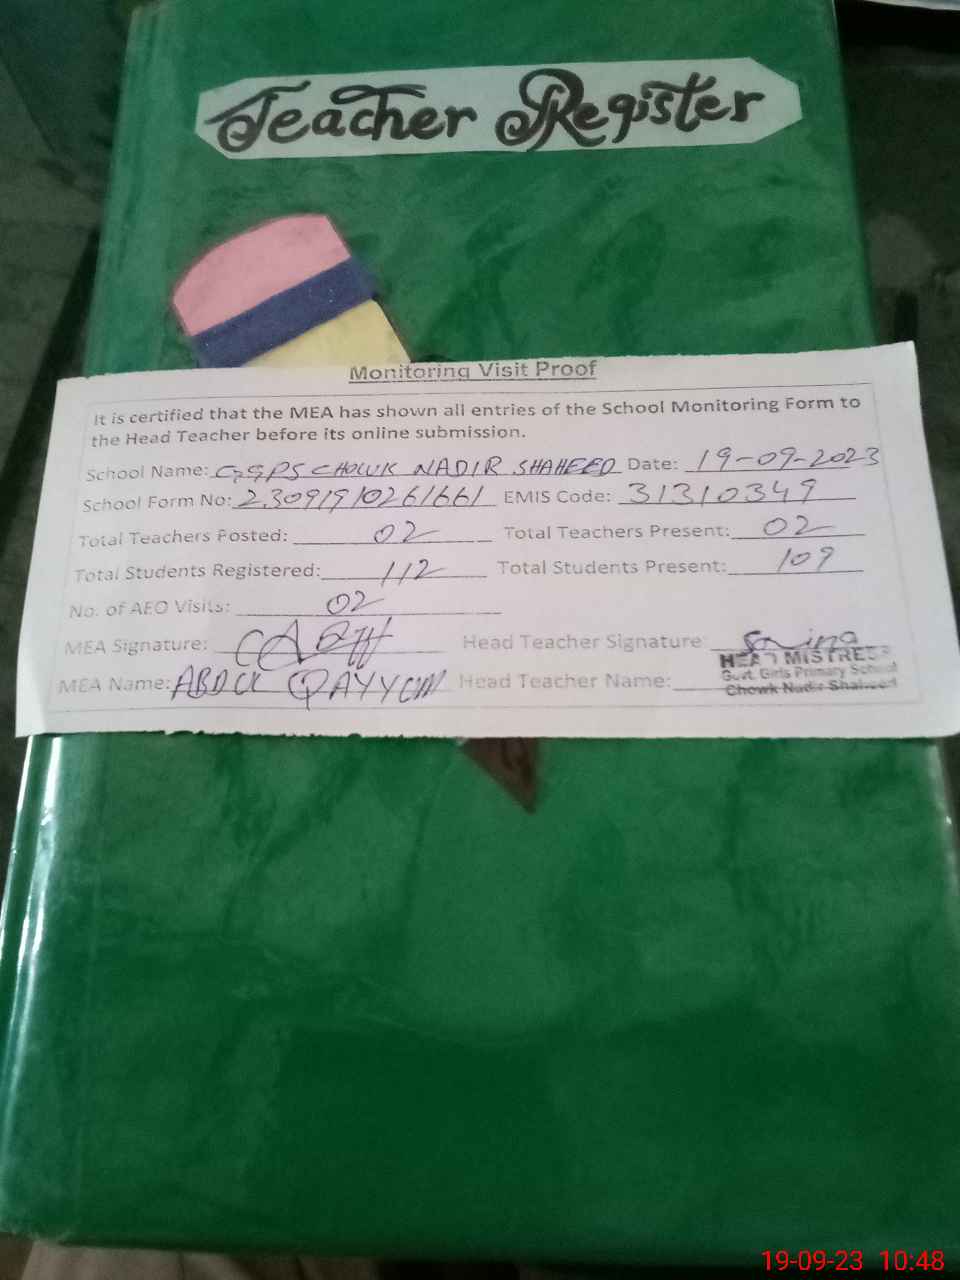 Teacher Register
Monitoring Visit Proof
It is certified that the MEA has shown all entries of the School Monitoring Form to
the Head Teacher before its online submission.
School Name: GGPS CHOWK NADIR SHAHEED Date: 19-09-2023
School Form No: 23091910261661 EMIS Code: 31310349
Total Teachers Posted: 02 Total Teachers Present: 02
Total Students Registered: 112 Total Students Present: 109
No. of AEO Visits: 02
MEA Signature: Head Teacher Signature:
HEAD MISTRESS
Govt. Girls Primary School
Chowk Nadir Shaheed
MEA Name: ABDUL QAYYUM Head Teacher Name:
19-09-23 10:48